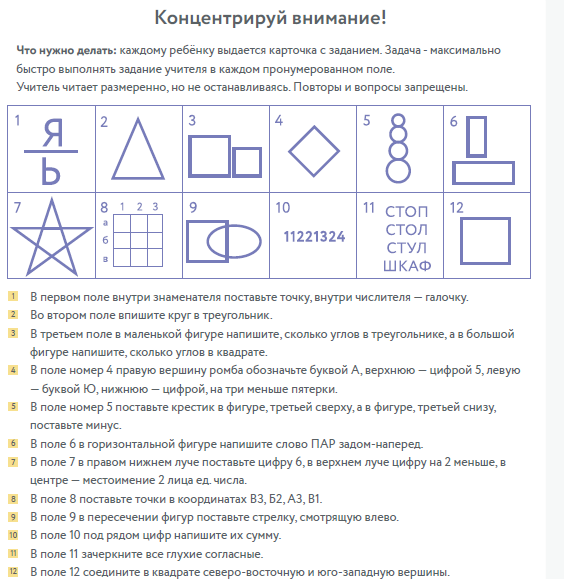 Концентрируй внимание!
Что нужно делать: каждому ребёнку выдается карточка с заданием. Задача - максимально
быстро выполнять задание учителя в каждом пронумерованном поле.
Учитель читает размеренно, но не останавливаясь. Повторы и вопросы запрещены.
1
Я
Ь
2
3
4
5
6
7
8 1 2 3
а
б
в
9
10
11221324
11 СТОП
СТОЛ
СТУЛ
ШКАФ
12
1 В первом поле внутри знаменателя поставьте точку, внутри числителя — галочку.
2 Во втором поле впишите круг в треугольник.
3 В третьем поле в маленькой фигуре напишите, сколько углов в треугольнике, а в большой
фигуре напишите, сколько углов в квадрате.
4 В поле номер 4 правую вершину ромба обозначьте буквой А, верхнюю — цифрой 5, левую
— буквой Ю, нижнюю — цифрой, на три меньше пятерки.
5 В поле номер 5 поставьте крестик в фигуре, третьей сверху, а в фигуре, третьей снизу,
поставьте минус.
6 В поле 6 в горизонтальной фигуре напишите слово ПАР задом-наперед.
7 В поле 7 в правом нижнем луче поставьте цифру 6, в верхнем луче цифру на 2 меньше, в
центре — местоимение 2 лица ед. числа.
8 В поле 8 поставьте точки в координатах В3, Б2, А3, В1.
9 В поле 9 в пересечении фигур поставьте стрелку, смотрящую влево.
10 В поле 10 под рядом цифр напишите их сумму.
11 В поле 11 зачеркните все глухие согласные.
12 В поле 12 соедините в квадрате северо-восточную и юго-западную вершины.